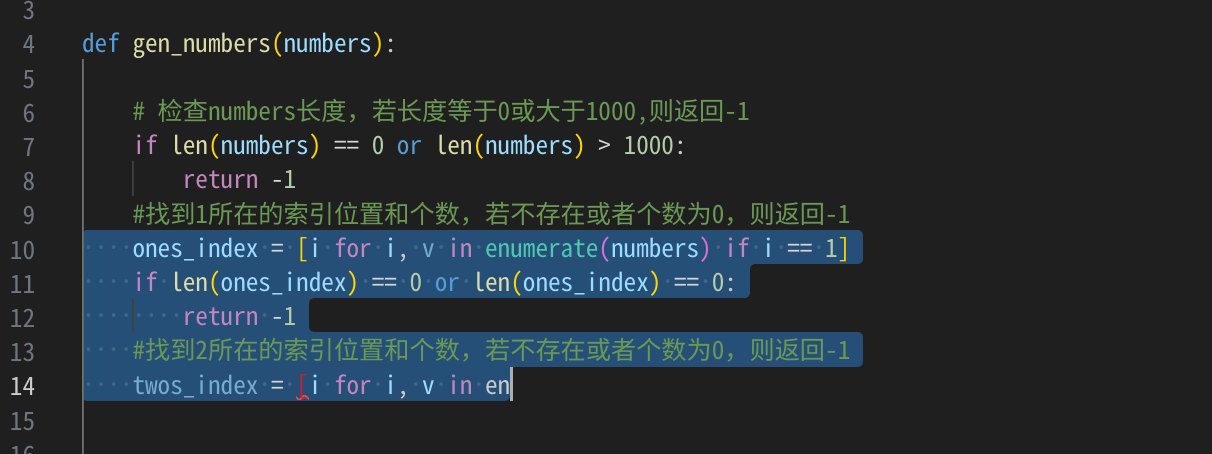 3
4 def gen_numbers(numbers):
5
6 # 检查numbers长度，若长度等于0或大于1000,则返回-1
7 if len(numbers) == 0 or len(numbers) > 1000:
8 return -1
9 #找到1所在的索引位置和个数，若不存在或者个数为0，则返回-1
10 ones_index = [i for i, v in enumerate(numbers) if i == 1]
11 if len(ones_index) == 0 or len(ones_index) == 0:
12 return -1
13 #找到2所在的索引位置和个数，若不存在或者个数为0，则返回-1
14 twos_index = [i for i, v in en
15
16